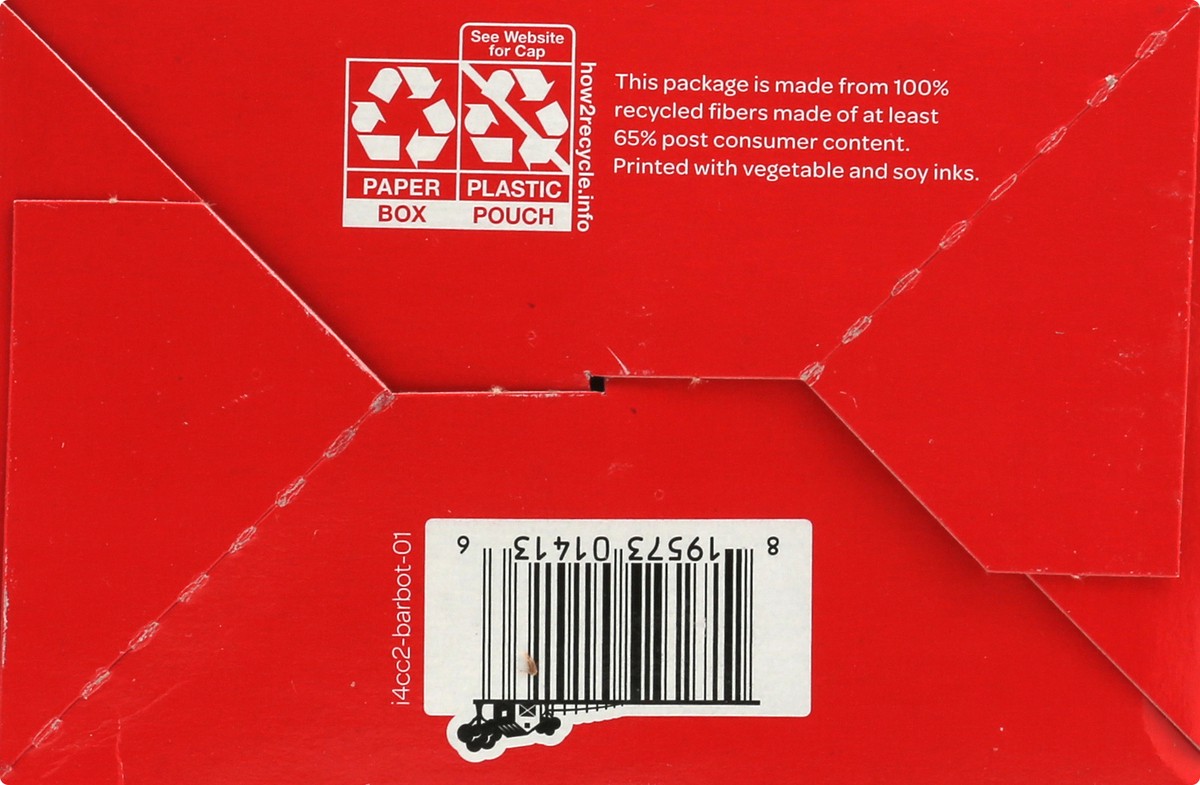 See Website
for Cap
PAPER
BOX
PLASTIC
POUCH
how2recycle.info
This package is made from 100%
recycled fibers made of at least
65% post consumer content.
Printed with vegetable and soy inks.
i4cc2-barbot-01
8 19573 01413 9